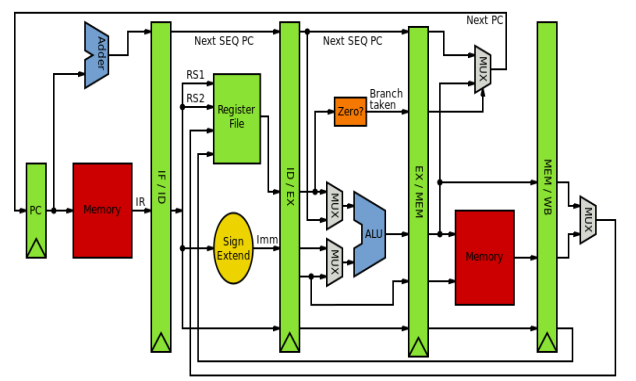 Next PC
Adder
Next SEQ PC
Next SEQ PC
MUX
RS1
RS2
Branch
taken
Register
File
Zero?
IF / ID
ID / EX
EX / MEM
MEM / WB
PC
Memory
IR
MUX
ALU
MUX
Sign
Extend
Imm
MUX
Memory